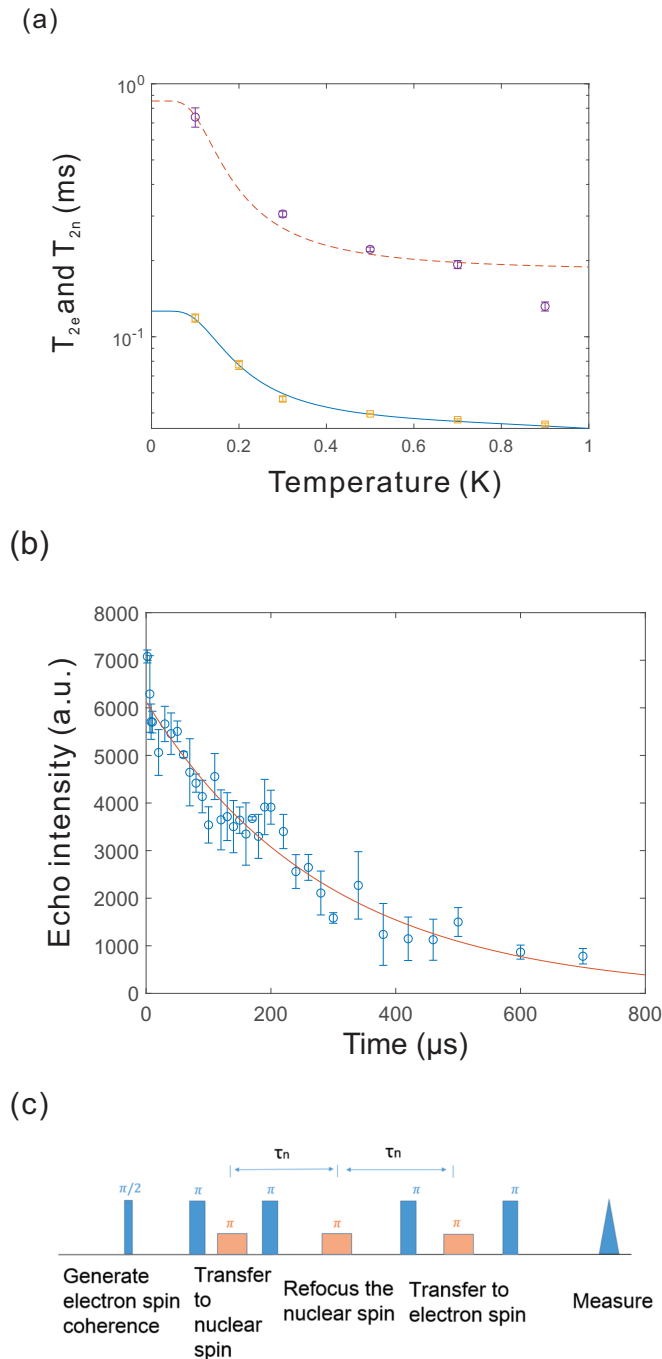 (a)
10⁰
10⁻¹
T₂ₑ and T₂ₙ (ms)
0 0.2 0.4 0.6 0.8 1
Temperature (K)
(b)
8000
7000
6000
5000
4000
3000
2000
1000
0
Echo intensity (a.u.)
0 200 400 600 800
Time (µs)
(c)
τₙ τₙ
π/2 π π π π
π π π
Generate
electron spin
coherence
Transfer
to
nuclear
spin
Refocus the
nuclear spin
Transfer to
electron spin
Measure